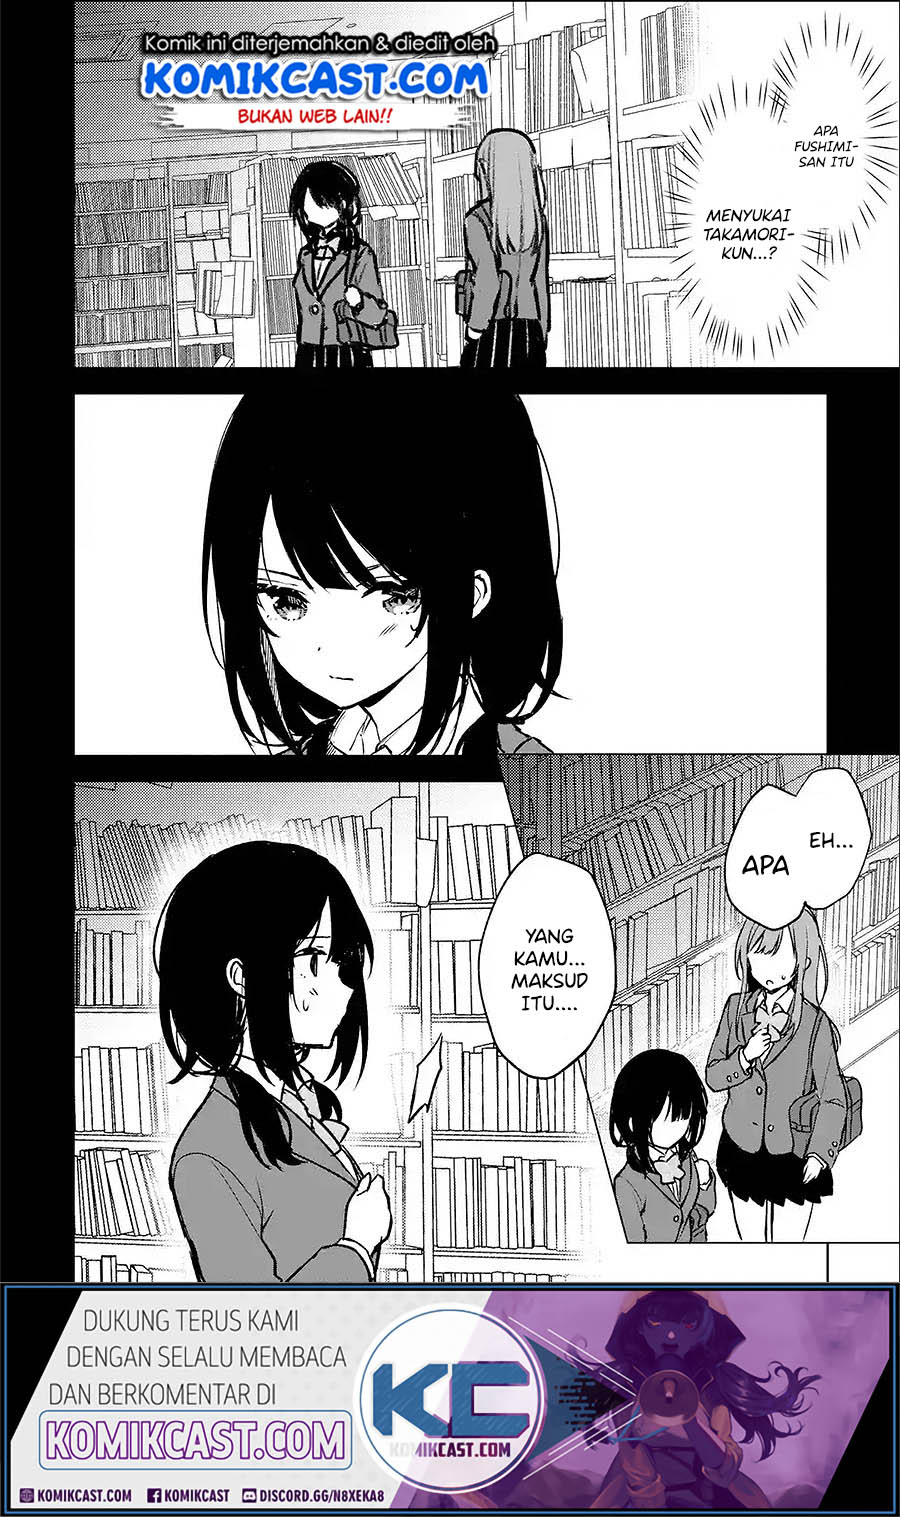 Komik ini diterjemahkan & diedit oleh
KOMIKCAST.COM
BUKAN WEB LAIN!!
APA
FUSHIMI-
SAN ITU
MENYUKAI
TAKAMORI-
KUN...?
EH...
APA
YANG
KAMU...
MAKSUD
ITU....
DUKUNG TERUS KAMI
DENGAN SELALU MEMBACA
DAN BERKOMENTAR DI
KOMIKCAST.COM
KC
KOMIKCAST.COM
KOMIKCAST.COM
KOMIKCAST
DISCORD.GG/N8XEKA8